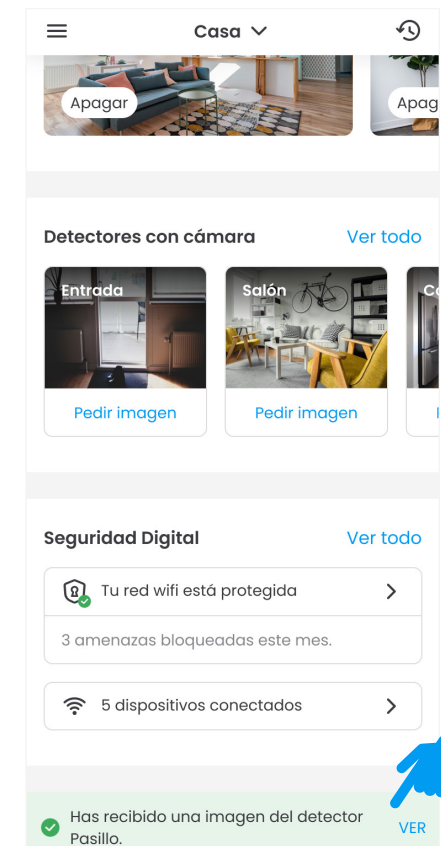 Casa
Apagar
Apag
Detectores con cámara
Ver todo
Entrada
Salón
Pedir imagen
Pedir imagen
Seguridad Digital
Ver todo
Tu red wifi está protegida
3 amenazas bloqueadas este mes.
5 dispositivos conectados
Has recibido una imagen del detector
Pasillo.
VER